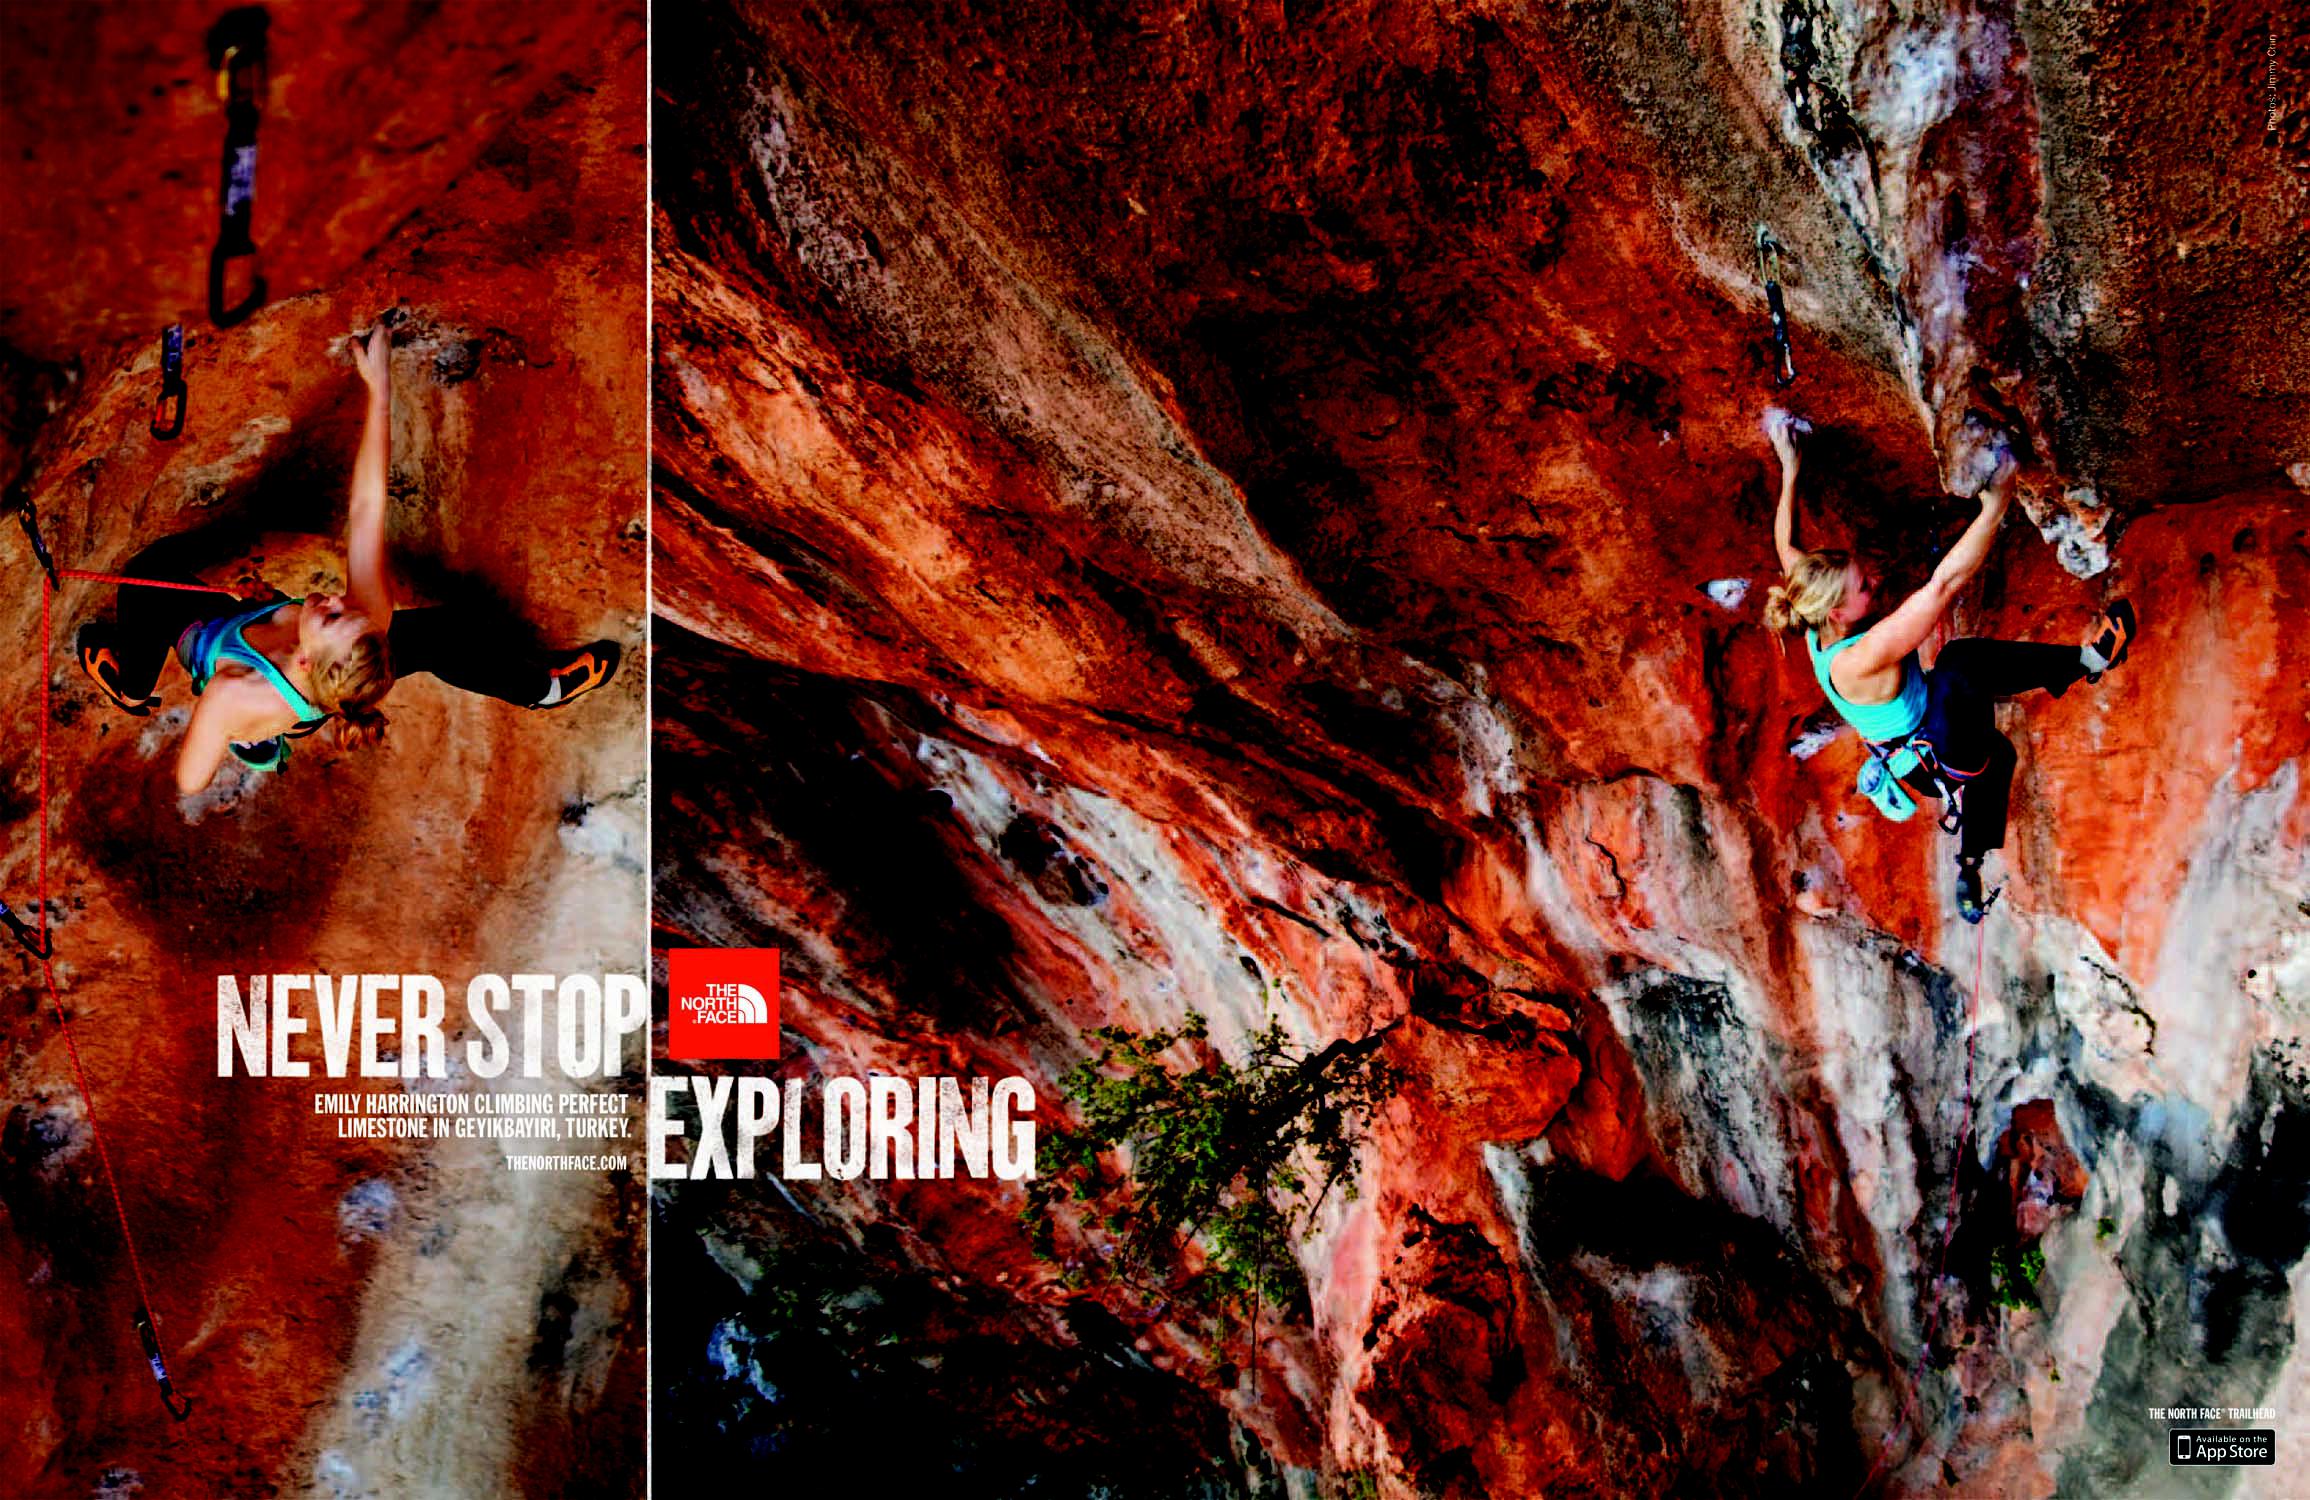 Photos: Jimmy Chin
NEVER STOP
THE
NORTH
FACE®
EXPLORING
EMILY HARRINGTON CLIMBING PERFECT
LIMESTONE IN GEYIKBAYIRI, TURKEY.
THENORTHFACE.COM
THE NORTH FACE® TRAILHEAD
Available on the
App Store